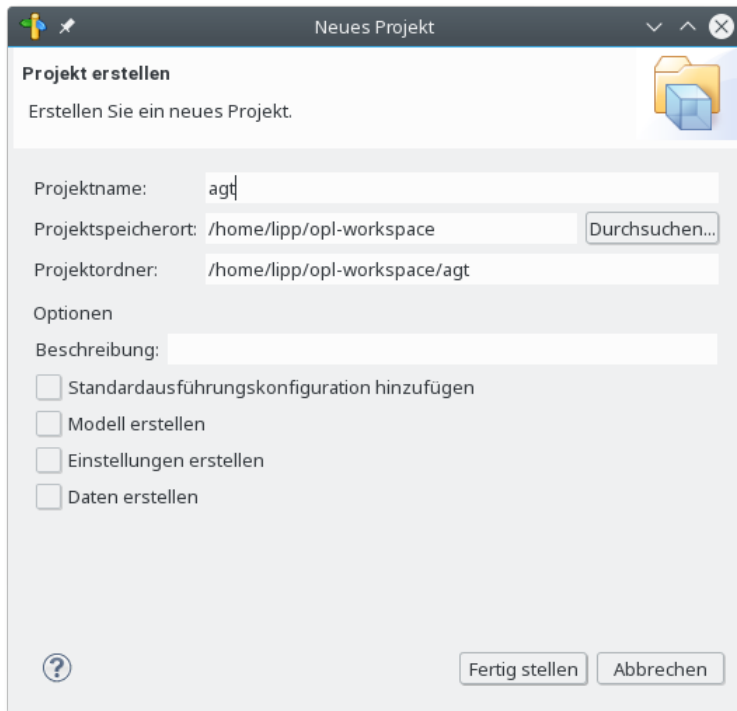 Neues Projekt
Projekt erstellen
Erstellen Sie ein neues Projekt.
Projektname: agt
Projektspeicherort: /home/lipp/opl-workspace Durchsuchen...
Projektordner: /home/lipp/opl-workspace/agt
Optionen
Beschreibung:
Standardausführungskonfiguration hinzufügen
Modell erstellen
Einstellungen erstellen
Daten erstellen
? Fertig stellen Abbrechen